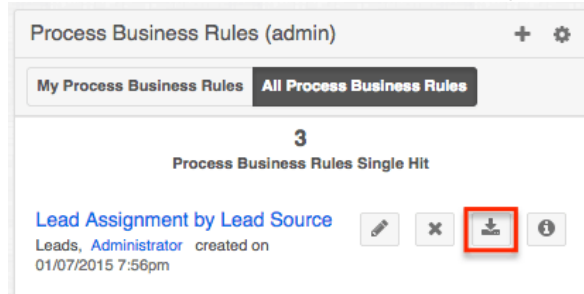 Process Business Rules (admin)
My Process Business Rules All Process Business Rules
3
Process Business Rules Single Hit
Lead Assignment by Lead Source
Leads, Administrator created on
01/07/2015 7:56pm